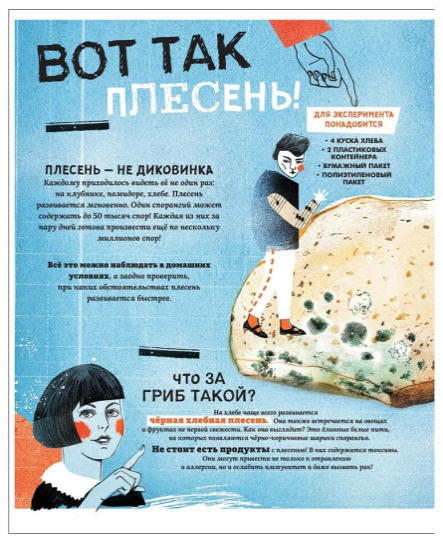 ВОТ ТАК
ПЛЕСЕНЬ!
ДЛЯ ЭКСПЕРИМЕНТА
ПОНАДОБИТСЯ
• 4 КУСКА ХЛЕБА
• 2 ПЛАСТИКОВЫХ
КОНТЕЙНЕРА
• БУМАЖНЫЙ ПАКЕТ
• ПОЛИЭТИЛЕНОВЫЙ
ПАКЕТ
ПЛЕСЕНЬ — НЕ ДИКОВИНКА
Каждому приходилось видеть её не один раз:
на клубнике, помидоре, хлебе. Плесень
развивается мгновенно. Один спорангий может
содержать до 50 тысяч спор! Каждая из них за
пару дней готова произвести ещё по нескольку
миллионов спор!
Всё это можно наблюдать в домашних
условиях, а заодно проверить,
при каких обстоятельствах плесень
развивается быстрее.
ЧТО ЗА
ГРИБ ТАКОЙ?
На хлебе чаще всего развивается
чёрная хлебная плесень. Она также встречается на овощах
и фруктах не первой свежести. Как она выглядит? Это длинные белые нити,
на которых появляются чёрно-коричневые шарики спорангия.
Не стоит есть продукты с плесенью! В них содержатся токсины.
Они могут привести не только к отравлению
и аллергии, но и ослабить иммунитет и даже вызвать рак!